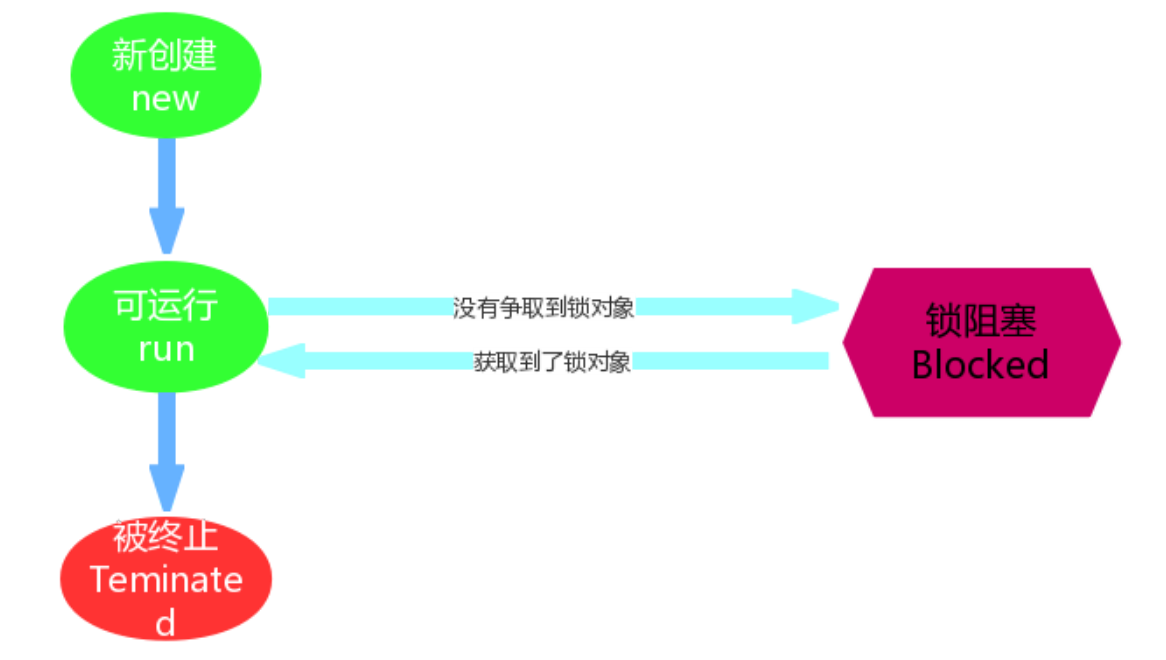 新创建
new
可运行
run
没有争取到锁对象
获取到了锁对象
锁阻塞
Blocked
被终止
Teminate
d